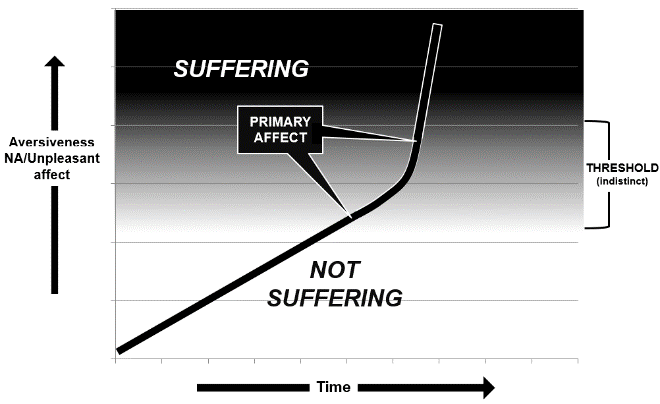 SUFFERING
PRIMARY
AFFECT
Aversiveness
NA/Unpleasant
affect
THRESHOLD
(indistinct)
NOT
SUFFERING
Time